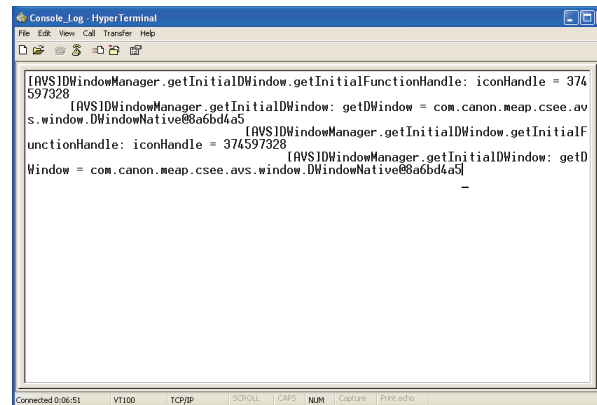 Console_Log - HyperTerminal
File Edit View Call Transfer Help
[AVS]DWindowManager.getInitialDWindow.getInitialFunctionHandle: iconHandle = 374
597328
[AVS]DWindowManager.getInitialDWindow: getDWindow = com.canon.meap.csee.av
s.window.DWindowNative@8a6bd4a5
[AVS]DWindowManager.getInitialDWindow.getInitialF
unctionHandle: iconHandle = 374597328
[AVS]DWindowManager.getInitialDWindow: getD
Window = com.canon.meap.csee.avs.window.DWindowNative@8a6bd4a5
Connected 0:06:51 VT100 TCP/IP SCROLL CAPS NUM Capture Print echo